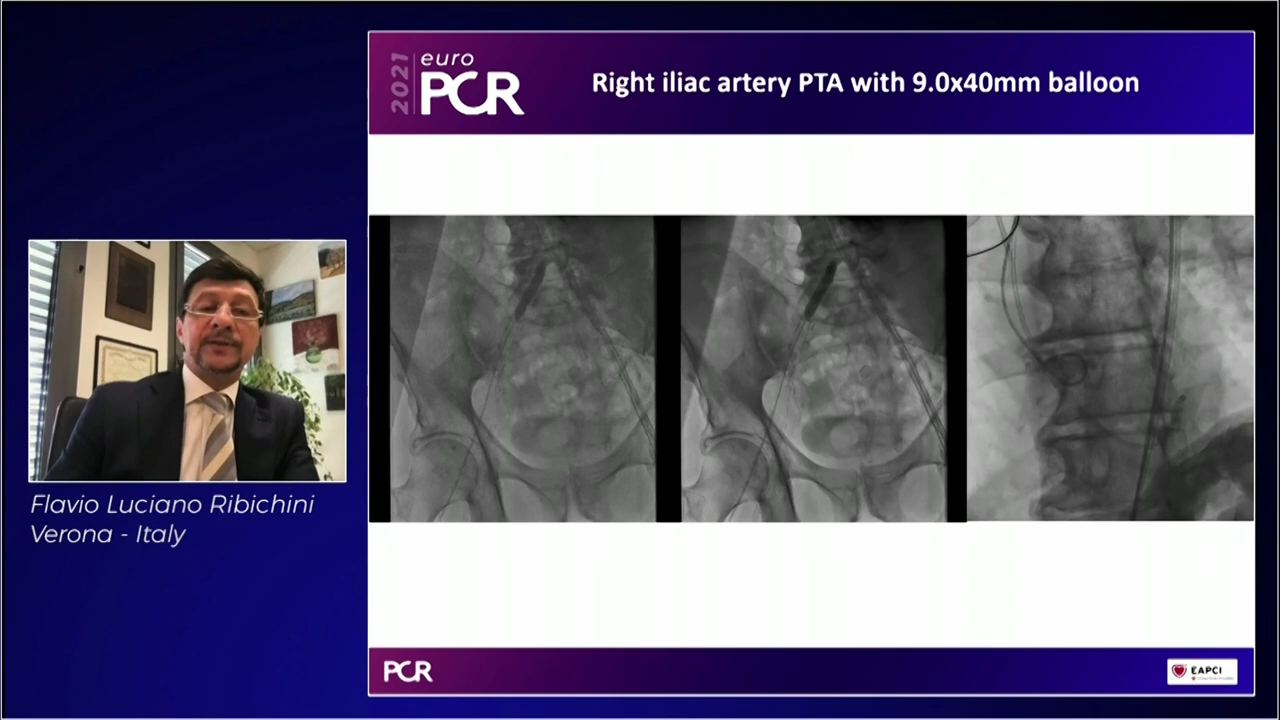 2021
euro
PCR
Right iliac artery PTA with 9.0x40mm balloon
Flavio Luciano Ribichini
Verona - Italy
PCR
EAPCI